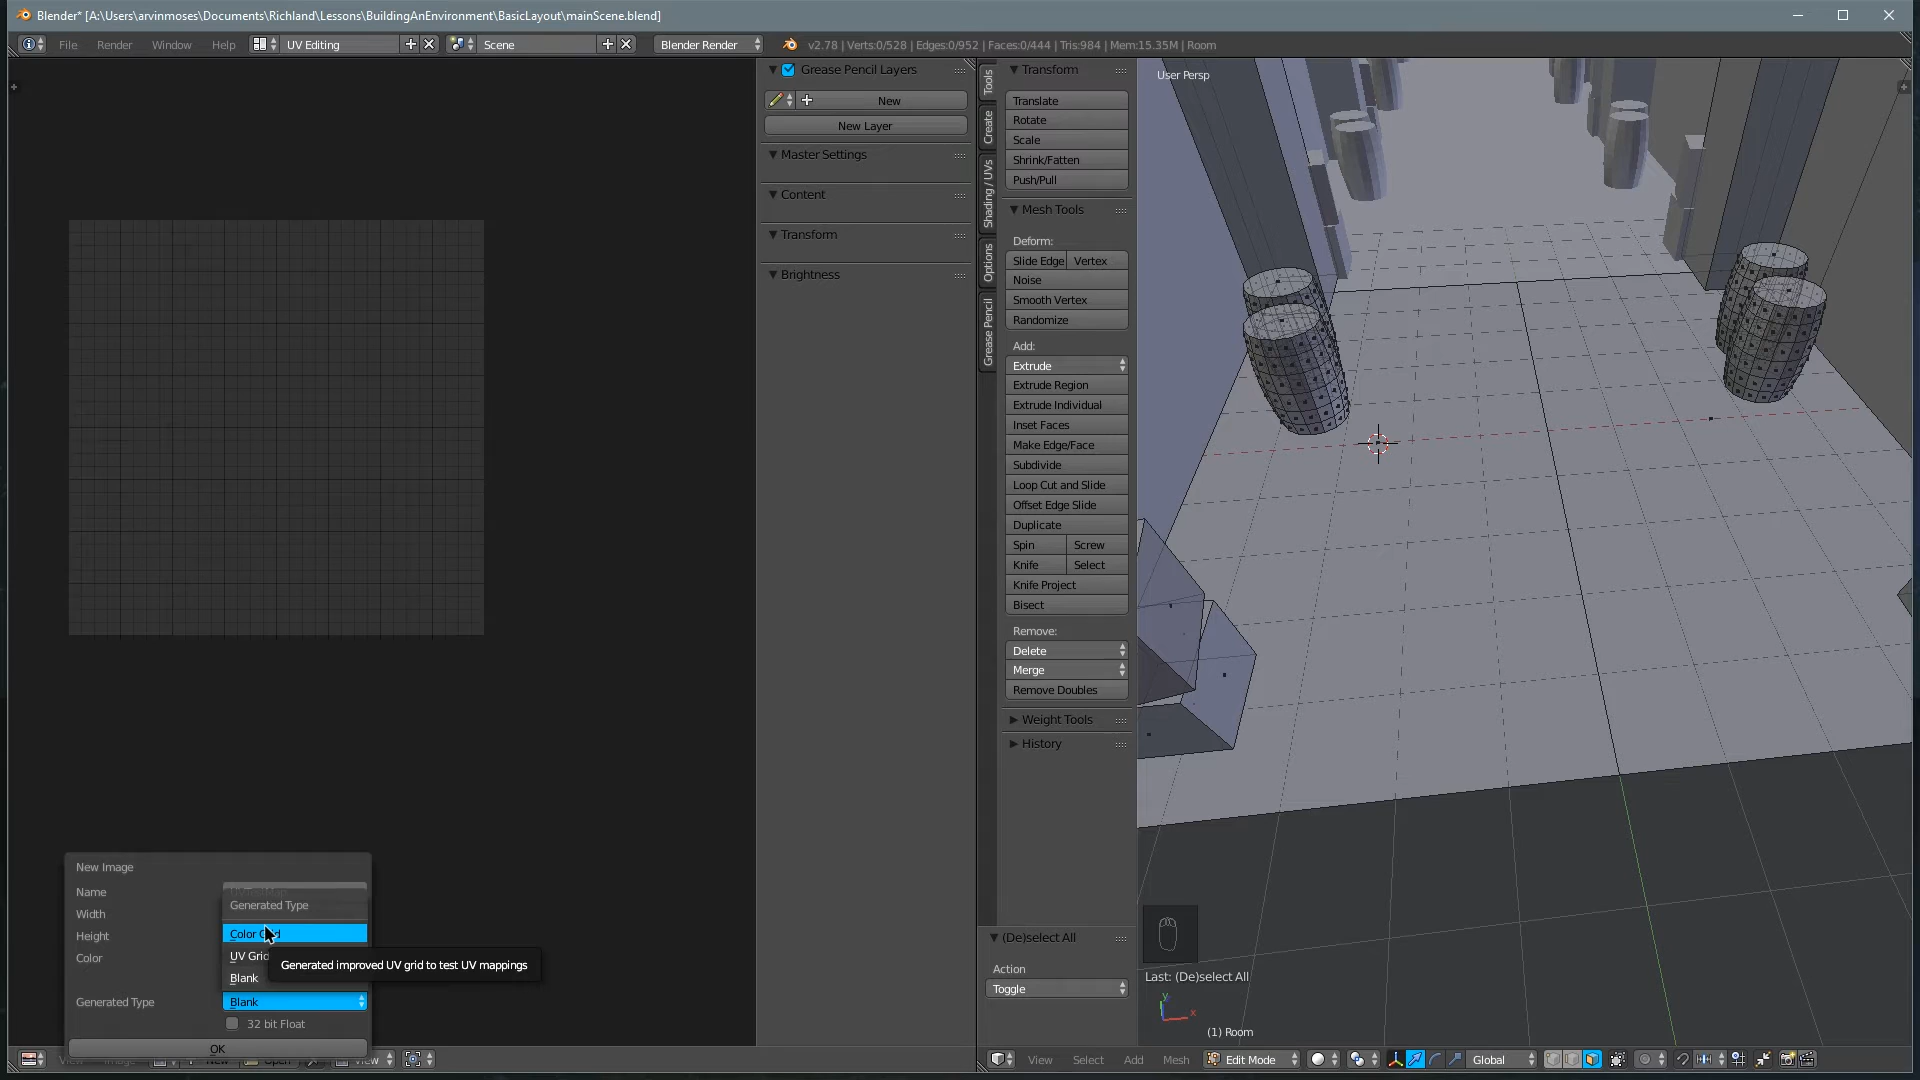 Blender* [A:\Users\arvinmoses\Documents\Richland\Lessons\BuildingAnEnvironment\BasicLayout\mainScene.blend]
File Render Window Help UV Editing Scene Blender Render v2.78 | Verts:0/528 | Edges:0/952 | Faces:0/444 | Tris:984 | Mem:15.35M | Room
Grease Pencil Layers
New
New Layer
Master Settings
Content
Transform
Brightness
Tools
Create
Shading / UVs
Options
Grease Pencil
Transform
Translate
Rotate
Scale
Shrink/Fatten
Push/Pull
Mesh Tools
Deform:
Slide Edge Vertex
Noise
Smooth Vertex
Randomize
Add:
Extrude
Extrude Region
Extrude Individual
Inset Faces
Make Edge/Face
Subdivide
Loop Cut and Slide
Offset Edge Slide
Duplicate
Spin Screw
Knife Select
Knife Project
Bisect
Remove:
Delete
Merge
Remove Doubles
Weight Tools
History
(De)select All
Action
Toggle
User Persp
Last: (De)select All
y
x
(1) Room
New Image
Name
Width
Height
Color
Generated Type
Color Grid
UV Grid
Blank
Generated improved UV grid to test UV mappings
Generated Type Blank
32 bit Float
OK
View Image New Open View
View Select Add Mesh Edit Mode Global